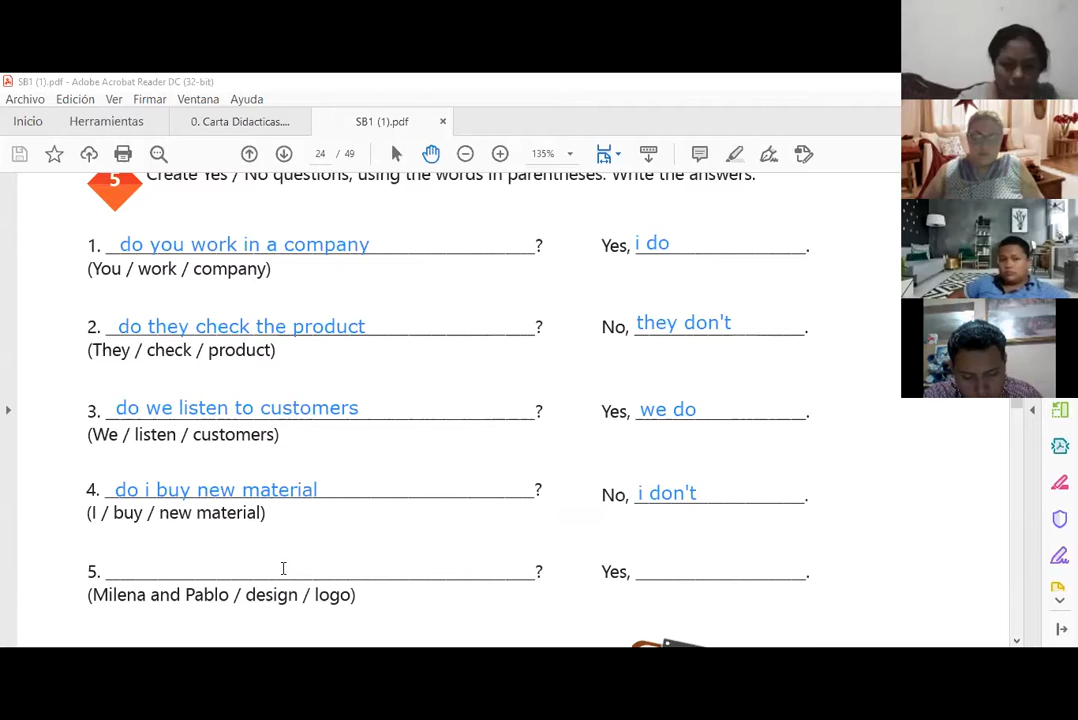 SB1 (1).pdf - Adobe Acrobat Reader DC (32-bit)
Archivo Edición Ver Firmar Ventana Ayuda
Inicio Herramientas 0. Carta Didacticas.... SB1 (1).pdf ×
24 / 49 135%
5 Create Yes / No questions, using the words in parentheses. Write the answers.
1. do you work in a company ? Yes, i do .
(You / work / company)
2. do they check the product ? No, they don't .
(They / check / product)
3. do we listen to customers ? Yes, we do .
(We / listen / customers)
4. do i buy new material ? No, i don't .
(I / buy / new material)
5. ? Yes, .
(Milena and Pablo / design / logo)